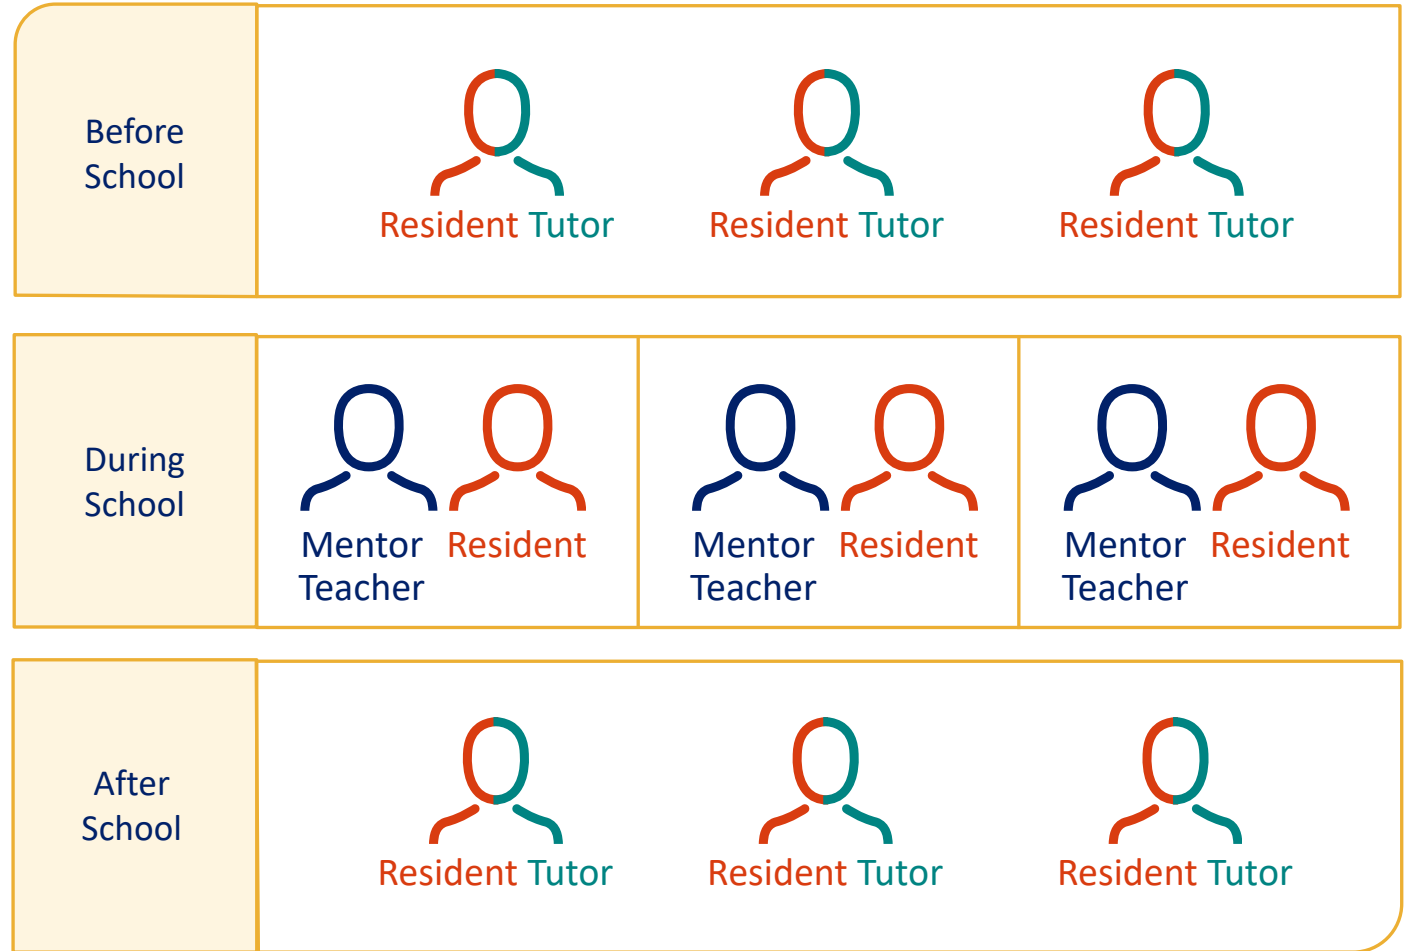 Before
School
Resident Tutor
Resident Tutor
Resident Tutor
During
School
Mentor
Teacher
Resident
Mentor
Teacher
Resident
Mentor
Teacher
Resident
After
School
Resident Tutor
Resident Tutor
Resident Tutor